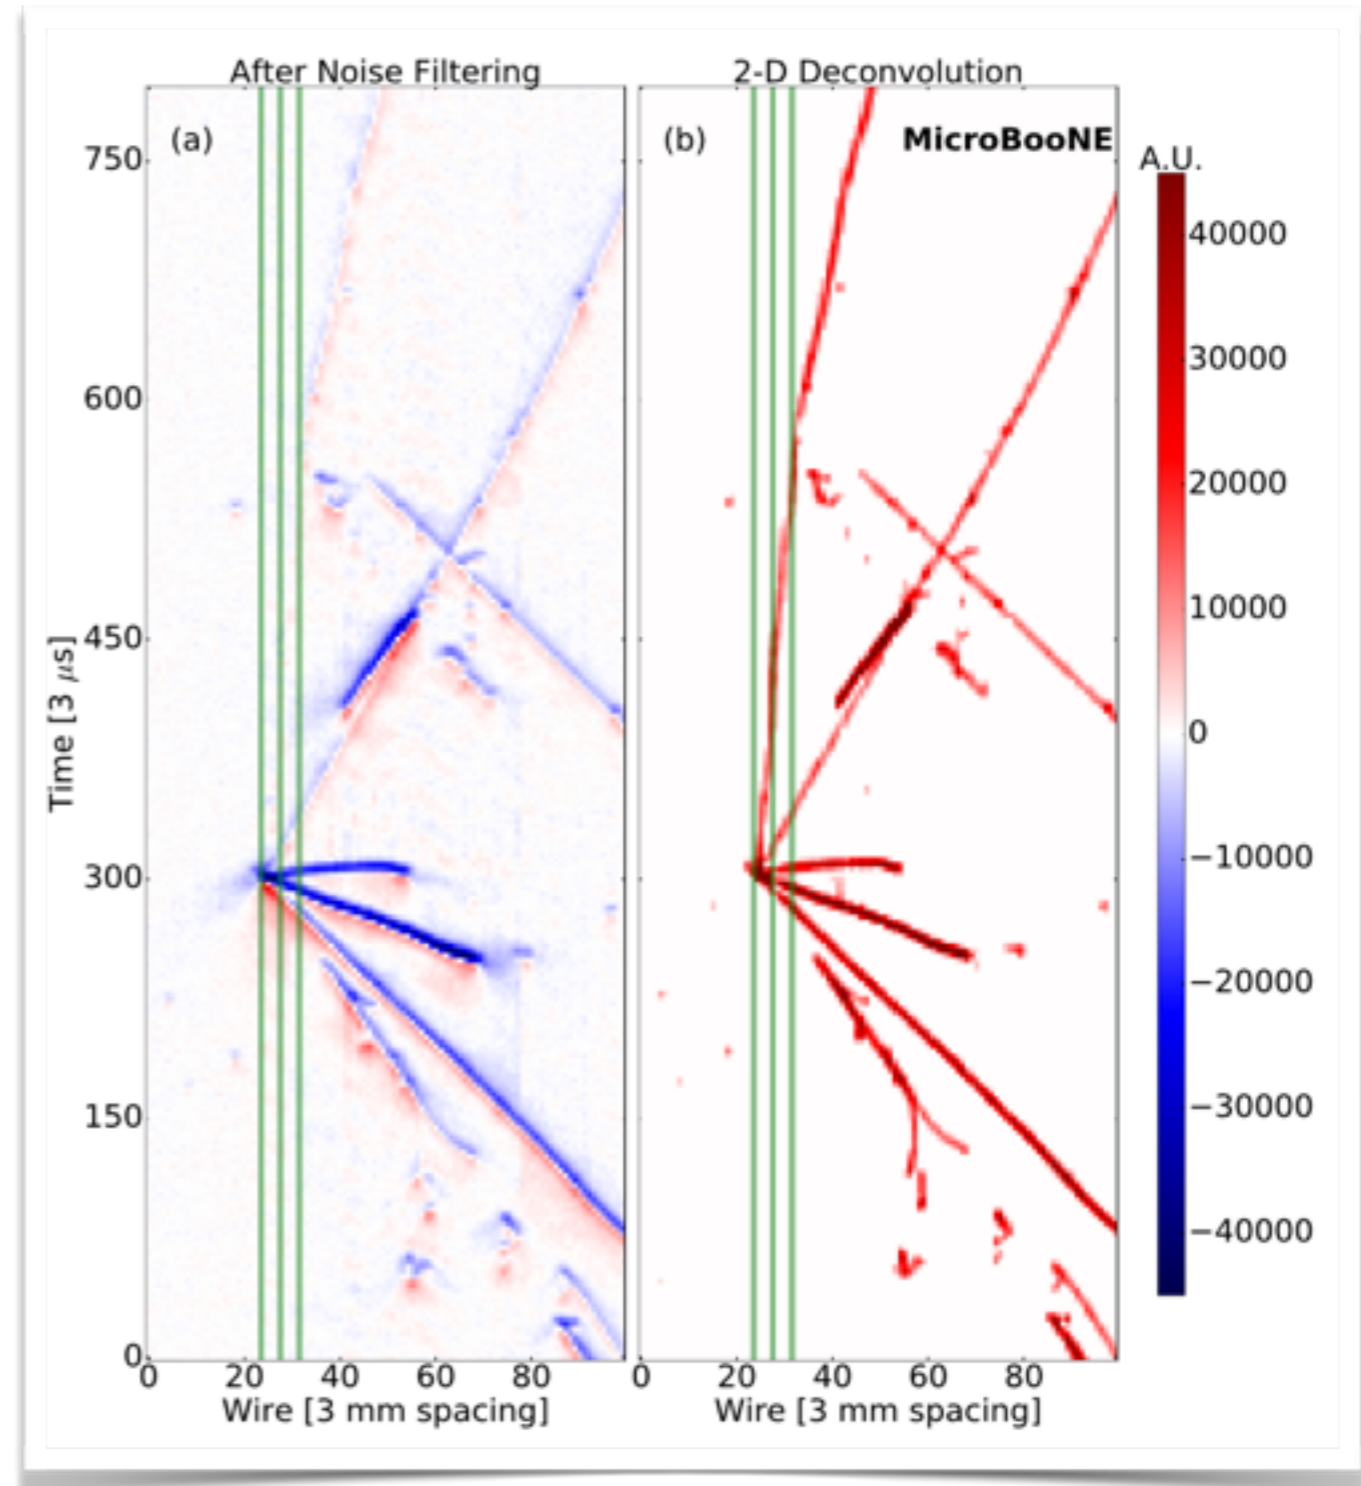 After Noise Filtering
2-D Deconvolution
(a)
(b)
MicroBooNE
A.U.
750
600
450
300
150
0
Time [3 μs]
0 20 40 60 80
0 20 40 60 80
Wire [3 mm spacing]
Wire [3 mm spacing]
40000
30000
20000
10000
0
−10000
−20000
−30000
−40000